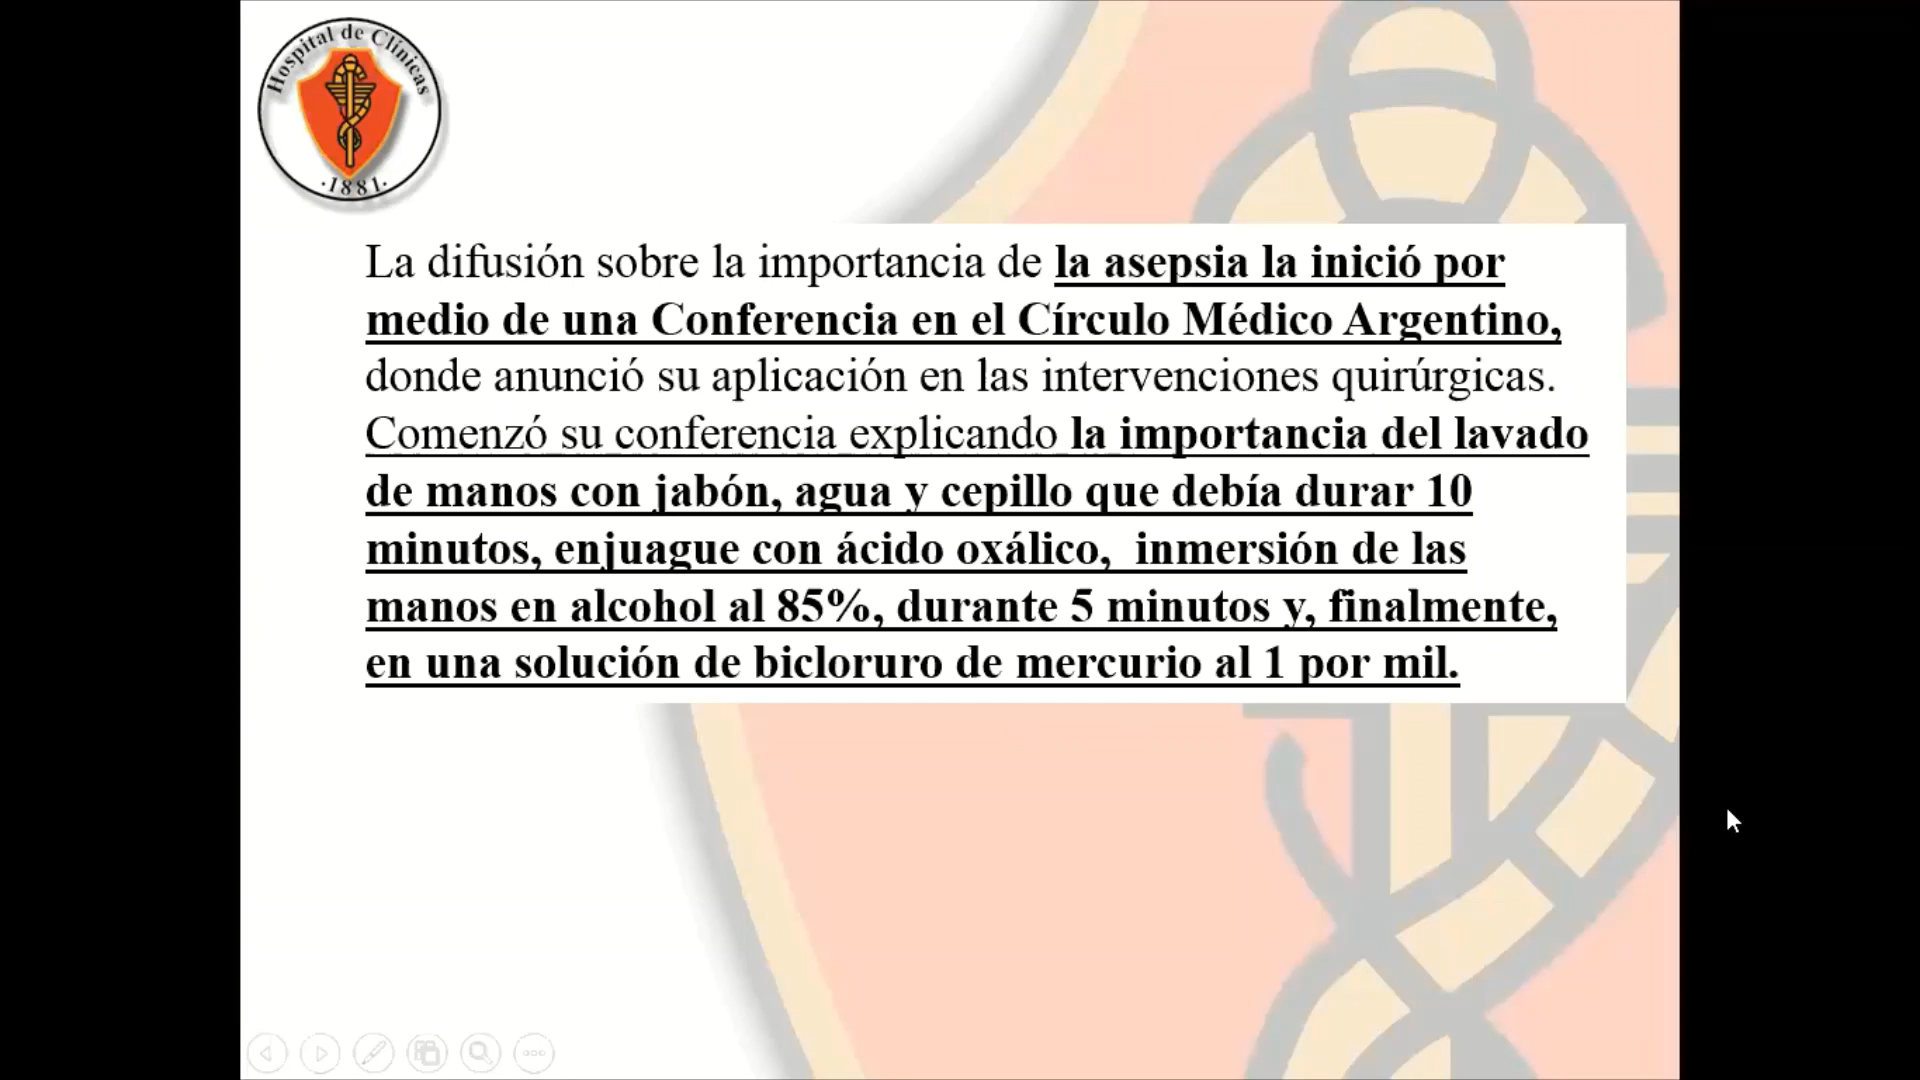 Hospital de Clínicas
·1881·
La difusión sobre la importancia de la asepsia la inició por
medio de una Conferencia en el Círculo Médico Argentino,
donde anunció su aplicación en las intervenciones quirúrgicas.
Comenzó su conferencia explicando la importancia del lavado
de manos con jabón, agua y cepillo que debía durar 10
minutos, enjuague con ácido oxálico,  inmersión de las
manos en alcohol al 85%, durante 5 minutos y, finalmente,
en una solución de bicloruro de mercurio al 1 por mil.